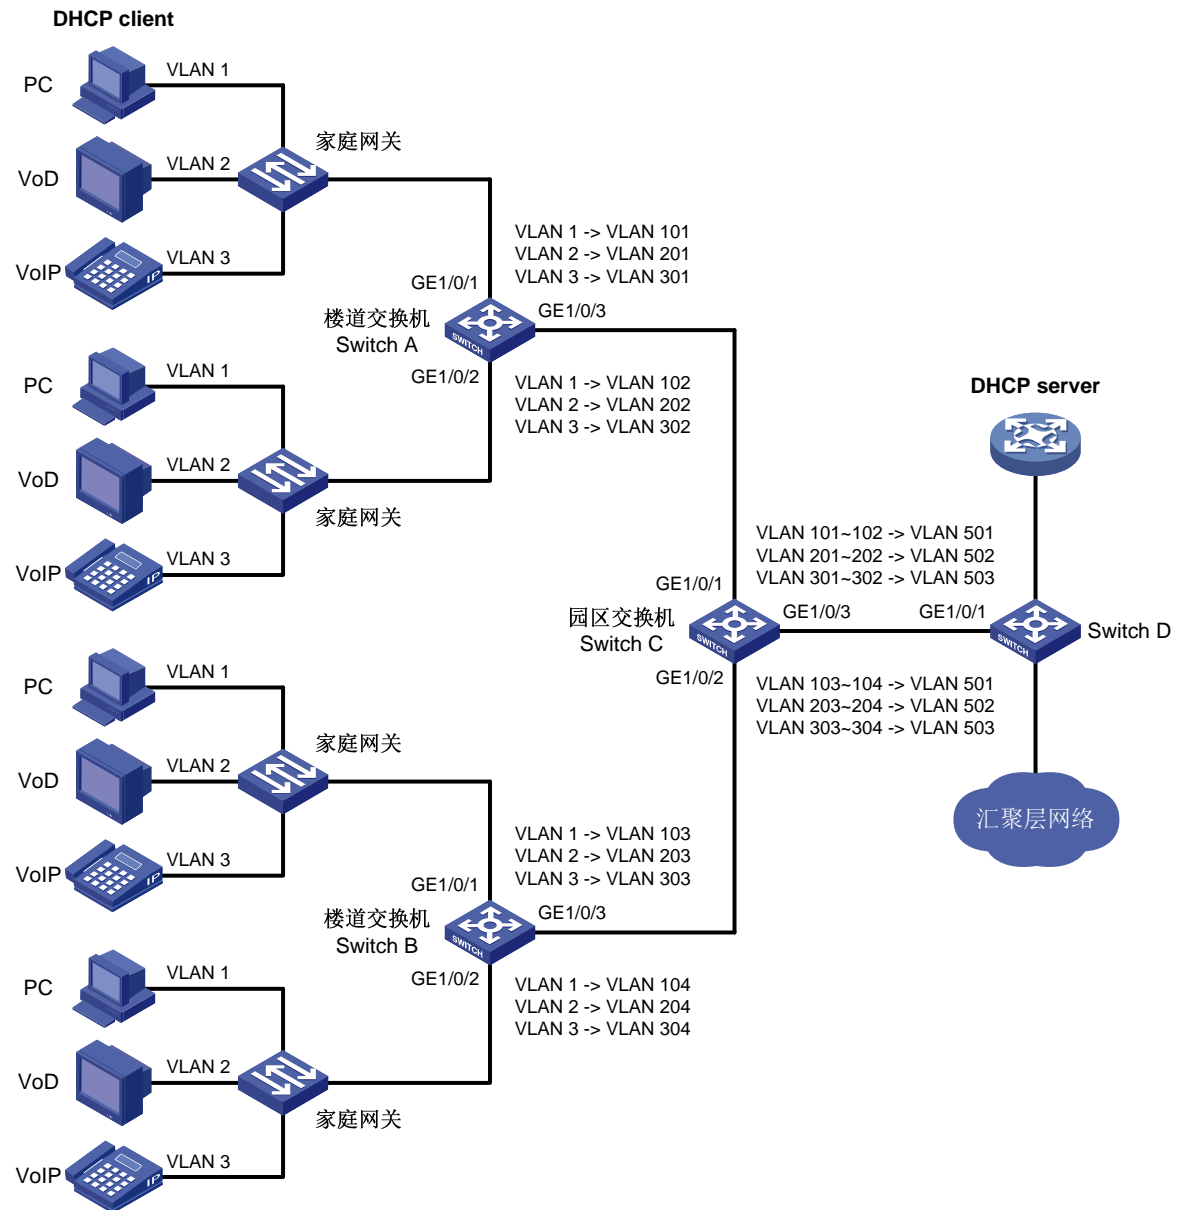 DHCP client
PC
VLAN 1
家庭网关
VoD
VLAN 2
VoIP
VLAN 3
IP
VLAN 1 -> VLAN 101
VLAN 2 -> VLAN 201
VLAN 3 -> VLAN 301
GE1/0/1
GE1/0/3
楼道交换机
Switch A
SWITCH
GE1/0/2
VLAN 1 -> VLAN 102
VLAN 2 -> VLAN 202
VLAN 3 -> VLAN 302
PC
VLAN 1
VoD
VLAN 2
家庭网关
VoIP
VLAN 3
IP
DHCP server
VLAN 101~102 -> VLAN 501
VLAN 201~202 -> VLAN 502
VLAN 301~302 -> VLAN 503
GE1/0/1
GE1/0/3
GE1/0/1
园区交换机
Switch C
SWITCH
SWITCH
Switch D
GE1/0/2
VLAN 103~104 -> VLAN 501
VLAN 203~204 -> VLAN 502
VLAN 303~304 -> VLAN 503
汇聚层网络
PC
VLAN 1
家庭网关
VoD
VLAN 2
VoIP
VLAN 3
IP
VLAN 1 -> VLAN 103
VLAN 2 -> VLAN 203
VLAN 3 -> VLAN 303
GE1/0/1
GE1/0/3
楼道交换机
Switch B
SWITCH
GE1/0/2
VLAN 1 -> VLAN 104
VLAN 2 -> VLAN 204
VLAN 3 -> VLAN 304
PC
VLAN 1
VoD
VLAN 2
家庭网关
VoIP
VLAN 3
IP